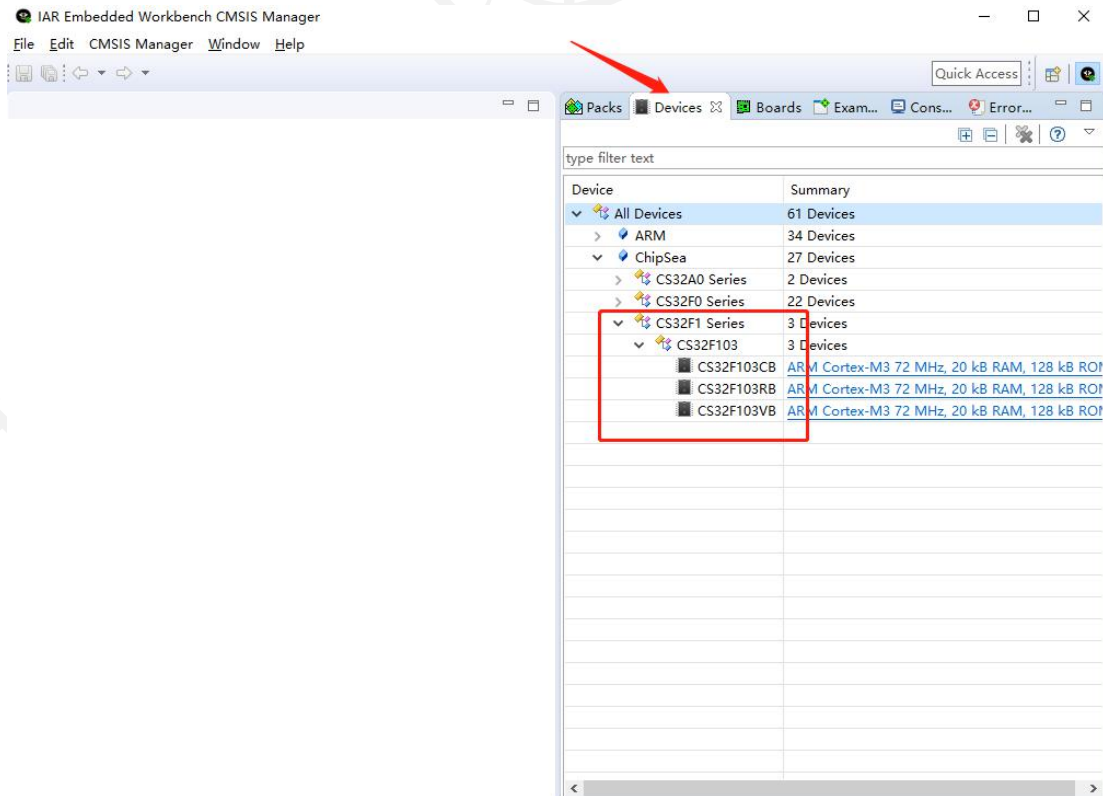 IAR Embedded Workbench CMSIS Manager
File Edit CMSIS Manager Window Help
Quick Access
Packs Devices Boards Exam... Cons... Error...
type filter text
Device Summary
All Devices 61 Devices
ARM 34 Devices
ChipSea 27 Devices
CS32A0 Series 2 Devices
CS32F0 Series 22 Devices
CS32F1 Series 3 Devices
CS32F103 3 Devices
CS32F103CB ARM Cortex-M3 72 MHz, 20 kB RAM, 128 kB
CS32F103RB ARM Cortex-M3 72 MHz, 20 kB RAM, 128 kB
CS32F103VB ARM Cortex-M3 72 MHz, 20 kB RAM, 128 kB